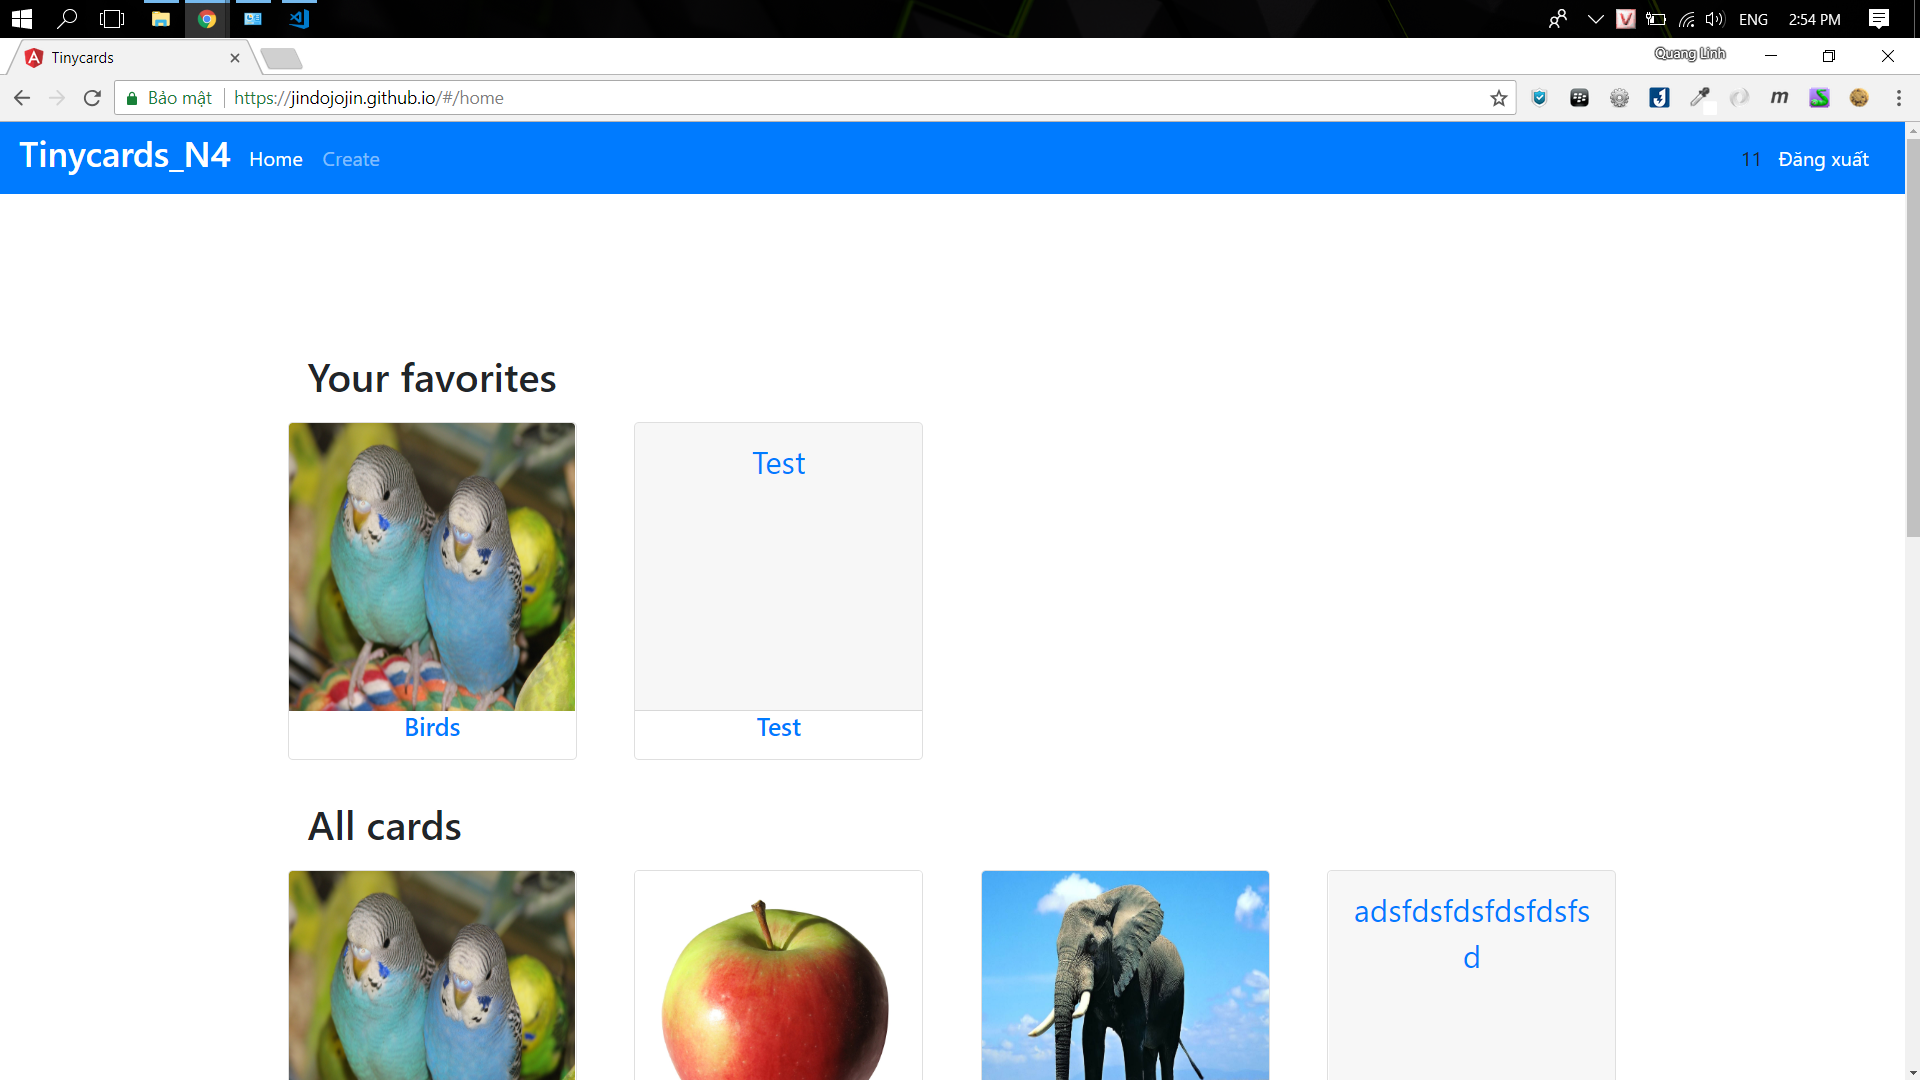 ENG 2:54 PM
Tinycards
Quang Linh
Bảo mật https://jindojojin.github.io/#/home
Tinycards_N4 Home Create 11 Đăng xuất
Your favorites
Test
Birds Test
All cards
adsfdsfdsfdsfdsfs
d